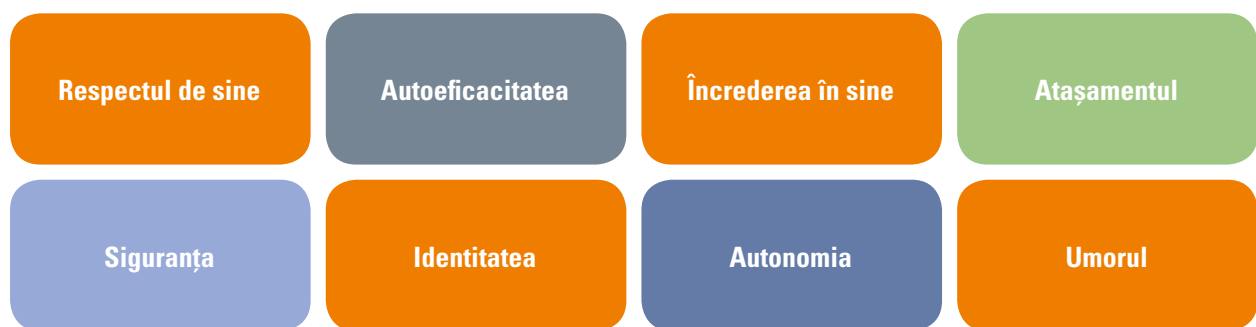 Respectul de sine
Autoeficacitatea
Încrederea în sine
Atașamentul
Siguranța
Identitatea
Autonomia
Umorul